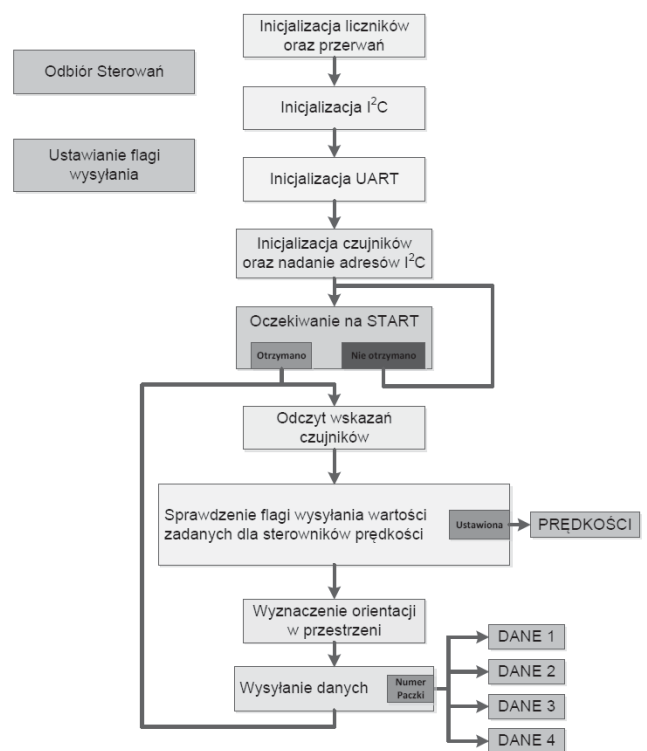 Inicjalizacja liczników
oraz przerwań
Odbiór Sterowań
Inicjalizacja I²C
Ustawianie flagi
wysyłania
Inicjalizacja UART
Inicjalizacja czujników
oraz nadanie adresów I²C
Oczekiwanie na START
Otrzymano
Nie otrzymano
Odczyt wskazań
czujników
Sprawdzenie flagi wysyłania wartości
zadanych dla sterowników prędkości
Ustawiona
PRĘDKOŚCI
Wyznaczenie orientacji
w przestrzeni
Wysyłanie danych
Numer
Paczki
DANE 1
DANE 2
DANE 3
DANE 4